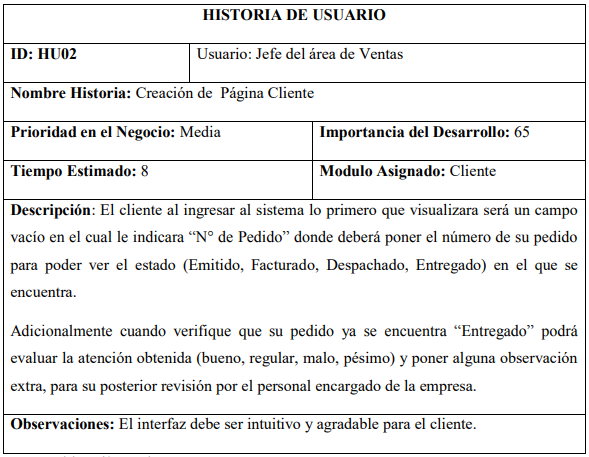 HISTORIA DE USUARIO
ID: HU02 Usuario: Jefe del área de Ventas
Nombre Historia: Creación de Página Cliente
Prioridad en el Negocio: Media Importancia del Desarrollo: 65
Tiempo Estimado: 8 Modulo Asignado: Cliente
Descripción: El cliente al ingresar al sistema lo primero que visualizara será un campo
vacío en el cual le indicara “N° de Pedido” donde deberá poner el número de su pedido
para poder ver el estado (Emitido, Facturado, Despachado, Entregado) en el que se
encuentra.
Adicionalmente cuando verifique que su pedido ya se encuentra “Entregado” podrá
evaluar la atención obtenida (bueno, regular, malo, pésimo) y poner alguna observación
extra, para su posterior revisión por el personal encargado de la empresa.
Observaciones: El interfaz debe ser intuitivo y agradable para el cliente.